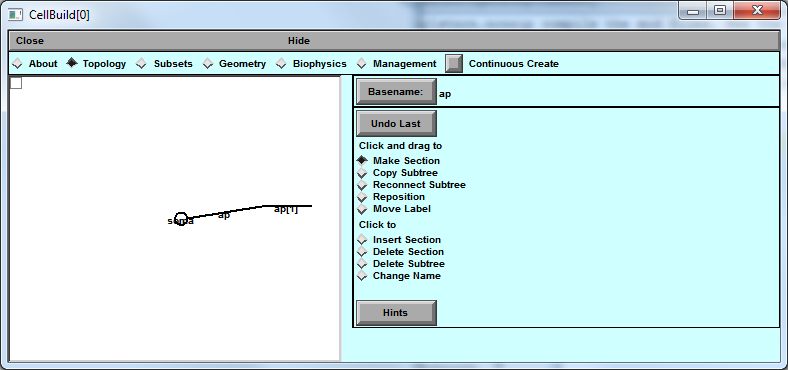 CellBuild[0]
Close Hide
About Topology Subsets Geometry Biophysics Management Continuous Create
Basename: ap
Undo Last
Click and drag to
Make Section
Copy Subtree
Reconnect Subtree
Reposition
Move Label
Click to
Insert Section
Delete Section
Delete Subtree
Change Name
Hints
soma ap ap[1]